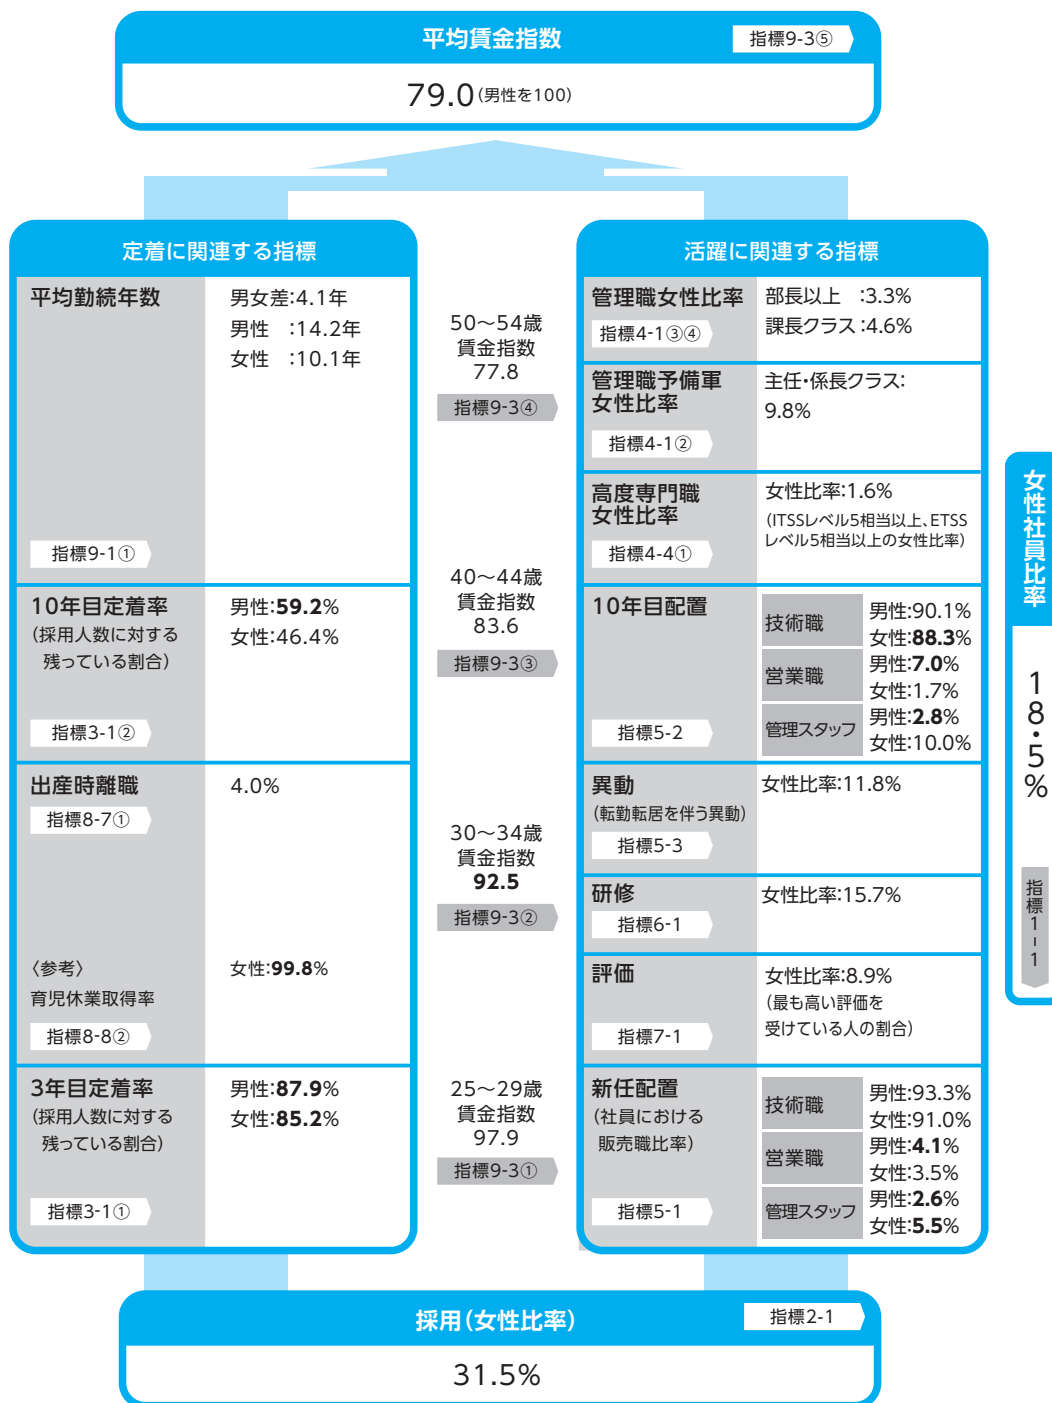 平均賃金指数
指標9-3⑤
79.0(男性を100)
定着に関連する指標
平均勤続年数
男女差:4.1年
男性 :14.2年
女性 :10.1年
指標9-1①
10年目定着率
(採用人数に対する
残っている割合)
男性:59.2%
女性:46.4%
指標3-1②
出産時離職
4.0%
指標8-7①
〈参考〉
育児休業取得率
女性:99.8%
指標8-8②
3年目定着率
(採用人数に対する
残っている割合)
男性:87.9%
女性:85.2%
指標3-1①
50〜54歳
賃金指数
77.8
指標9-3④
40〜44歳
賃金指数
83.6
指標9-3③
30〜34歳
賃金指数
92.5
指標9-3②
25〜29歳
賃金指数
97.9
指標9-3①
活躍に関連する指標
管理職女性比率
部長以上 :3.3%
課長クラス:4.6%
指標4-1③④
管理職予備軍
女性比率
主任・係長クラス:
9.8%
指標4-1②
高度専門職
女性比率
女性比率:1.6%
(ITSSレベル5相当以上、ETSS
レベル5相当以上の女性比率)
指標4-4①
10年目配置
技術職
男性:90.1%
女性:88.3%
営業職
男性:7.0%
女性:1.7%
管理スタッフ
男性:2.8%
女性:10.0%
指標5-2
異動
(転勤転居を伴う異動)
女性比率:11.8%
指標5-3
研修
女性比率:15.7%
指標6-1
評価
女性比率:8.9%
(最も高い評価を
受けている人の割合)
指標7-1
新任配置
(社員における
販売職比率)
技術職
男性:93.3%
女性:91.0%
営業職
男性:4.1%
女性:3.5%
管理スタッフ
男性:2.6%
女性:5.5%
指標5-1
女性社員比率
18・5%
指標1-1
採用(女性比率)
指標2-1
31.5%